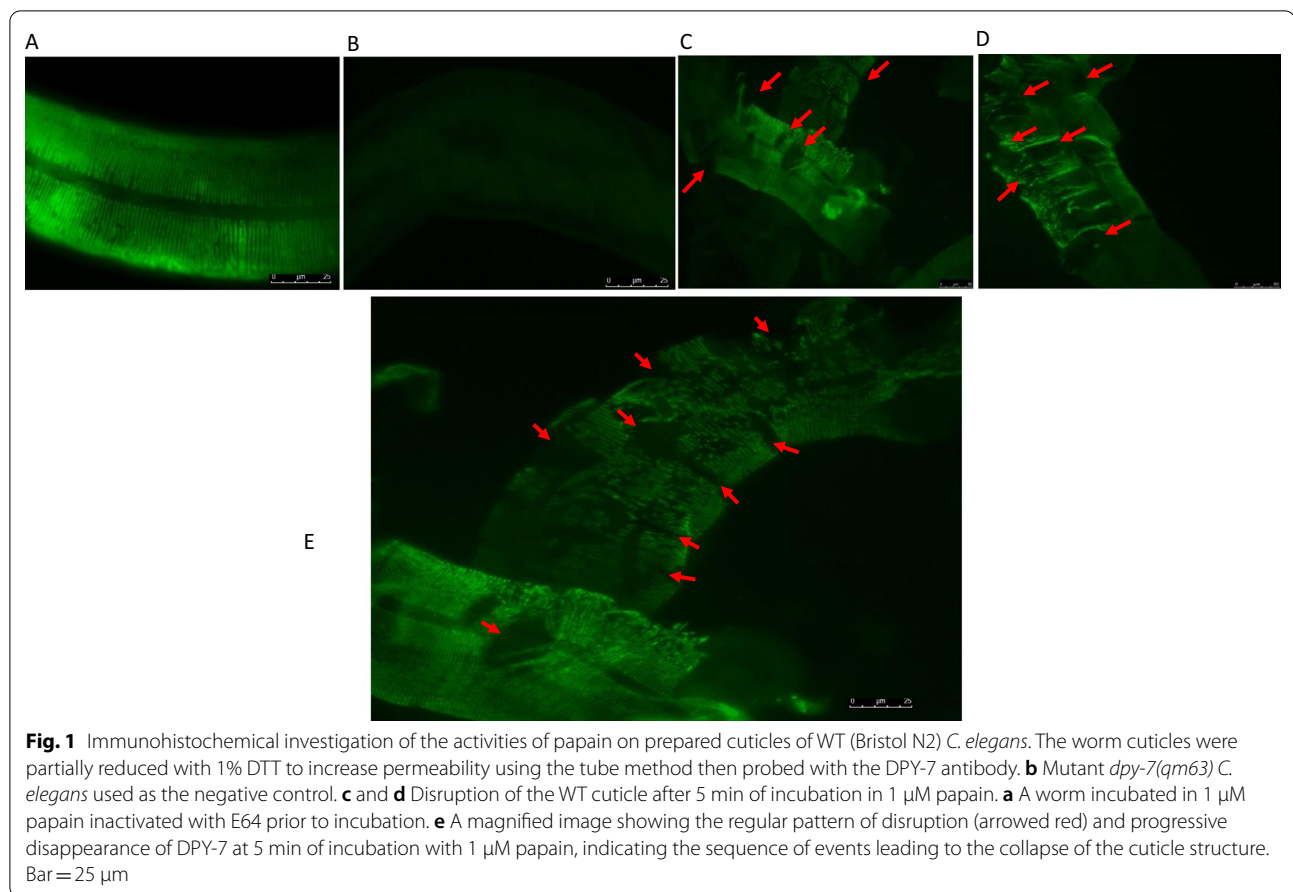 A
B
C
D
0 µm 25
0 µm 25
E
0 µm 25
Fig. 1 Immunohistochemical investigation of the activities of papain on prepared cuticles of WT (Bristol N2) C. elegans. The worm cuticles were
partially reduced with 1% DTT to increase permeability using the tube method then probed with the DPY-7 antibody. b Mutant dpy-7(qm63) C.
elegans used as the negative control. c and d Disruption of the WT cuticle after 5 min of incubation in 1 µM papain. a A worm incubated in 1 µM
papain inactivated with E64 prior to incubation. e A magnified image showing the regular pattern of disruption (arrowed red) and progressive
disappearance of DPY-7 at 5 min of incubation with 1 µM papain, indicating the sequence of events leading to the collapse of the cuticle structure.
Bar = 25 µm